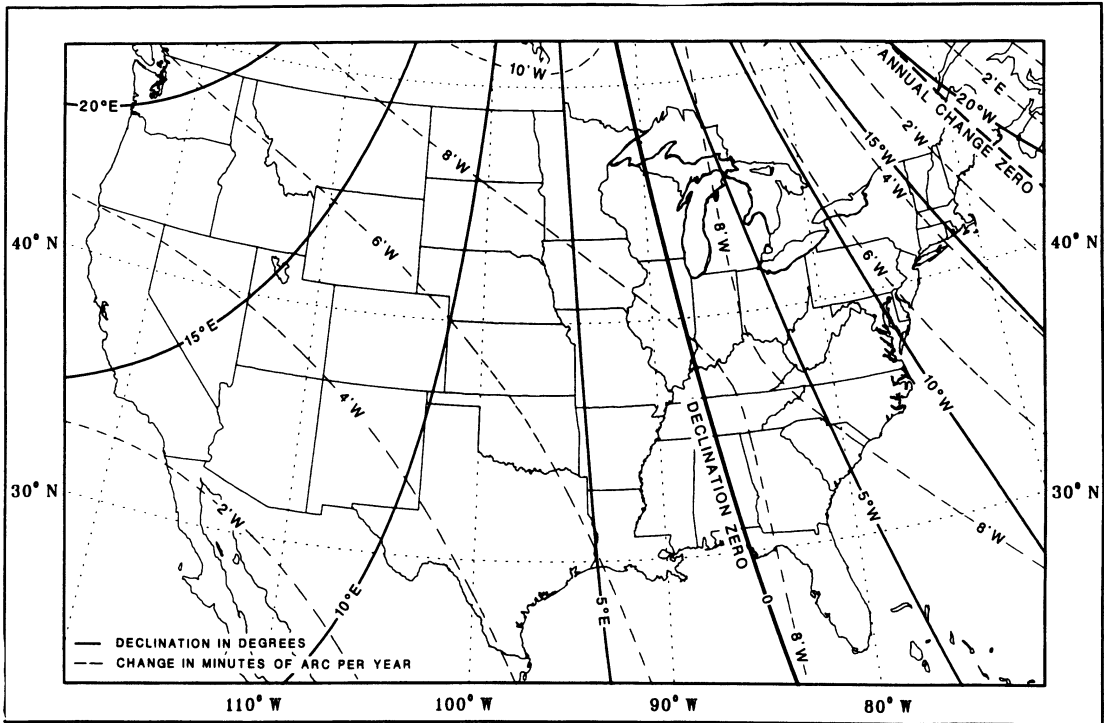 10'W
ANNUAL CHANGE ZERO
2'E
20°W
20°E
2'W
15°W
4'W
8'W
8'W
40° N
6'W
6'W
40° N
15°E
4'W
10°W
DECLINATION ZERO
30° N
5°W
30° N
2'W
8'W
10°E
5°E
0
8'W
DECLINATION IN DEGREES
CHANGE IN MINUTES OF ARC PER YEAR
110° W
100° W
90° W
80° W